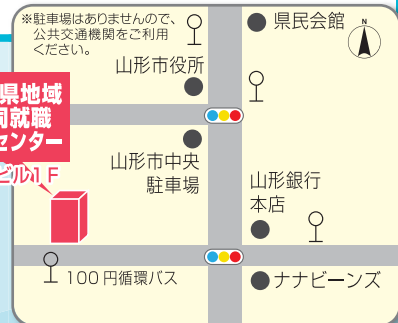 ※駐車場はありませんので、
公共交通機関をご利用
ください。
県民会館
N
山形市役所
県地域
同就職
センター
ビル1F
山形市中央
駐車場
山形銀行
本店
100円循環バス
ナナビーンズ